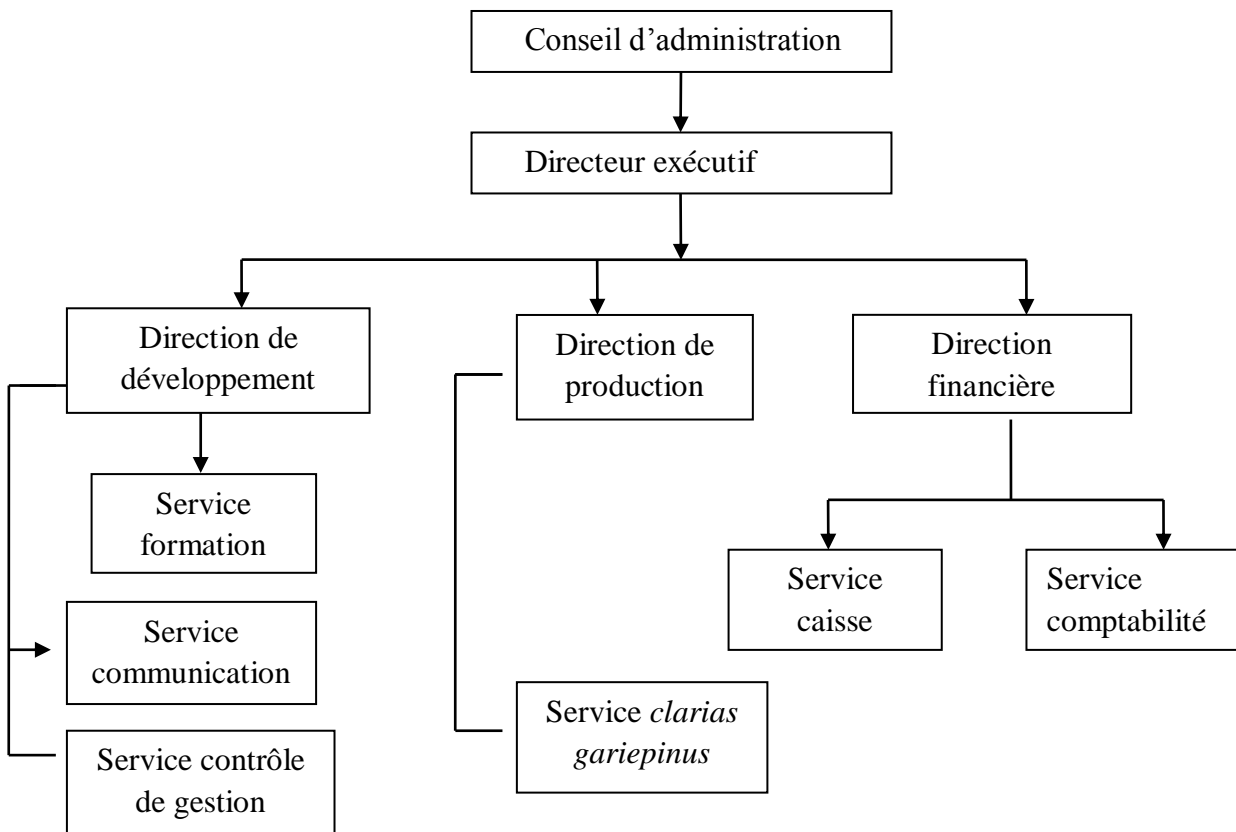 Conseil d’administration
Directeur exécutif
Direction de
développement
Direction de
production
Direction
financière
Service
formation
Service
caisse
Service
comptabilité
Service
communication
Service clarias
gariepinus
Service contrôle
de gestion